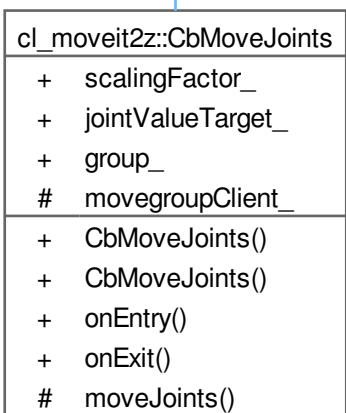 cl_moveit2z::CbMoveJoints
+ scalingFactor_
+ jointValueTarget_
+ group_
# movegroupClient_
+ CbMoveJoints()
+ CbMoveJoints()
+ onEntry()
+ onExit()
# moveJoints()